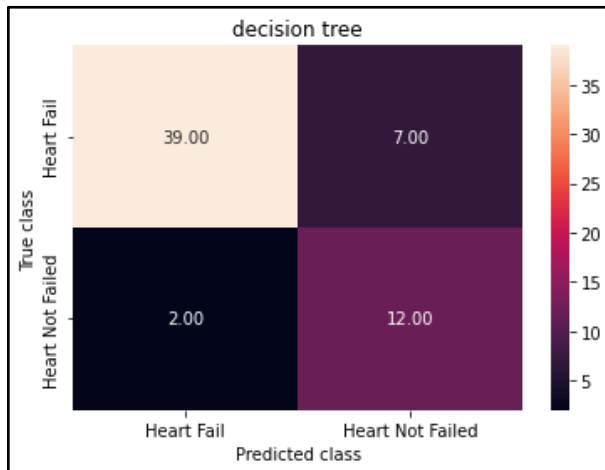 decision tree
Heart Fail
Heart Not Failed
True class
39.00
7.00
2.00
12.00
Heart Fail
Heart Not Failed
Predicted class
35
30
25
20
15
10
5